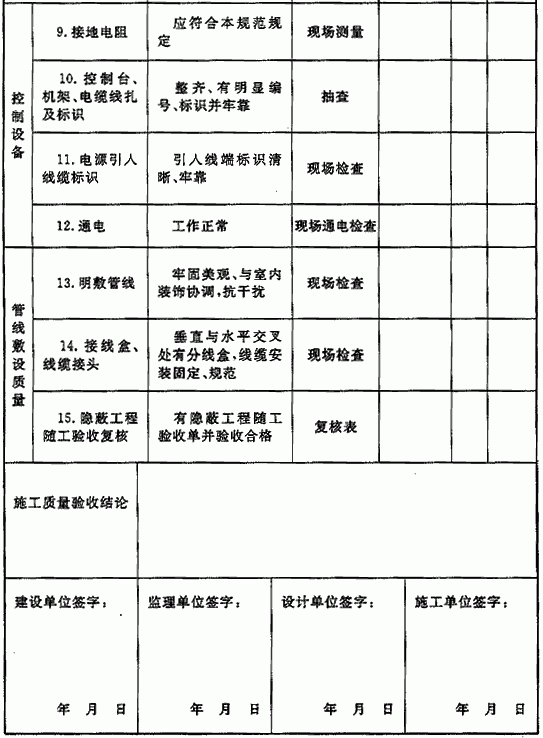 控制设备
9.接地电阻
应符合本规范规
定
现场测量
10.控制台、
机架、电缆线扎
及标识
整齐、有明显编
号、标识并牢靠
抽查
11.电源引入
线缆标识
引入线端标识清
晰、牢靠
现场检查
12.通电
工作正常
现场通电检查
管线敷设质量
13.明敷管线
牢固美观、与室内
装饰协调,抗干扰
现场检查
14.接线盒、
线缆接头
垂直与水平交叉
处有分线盒,线缆安
装固定、规范
现场检查
15.隐蔽工程
随工验收复核
有隐蔽工程随工
验收单并验收合格
复核表
施工质量验收结论
建设单位签字:
监理单位签字:
设计单位签字:
施工单位签字:
年 月 日
年 月 日
年 月 日
年 月 日